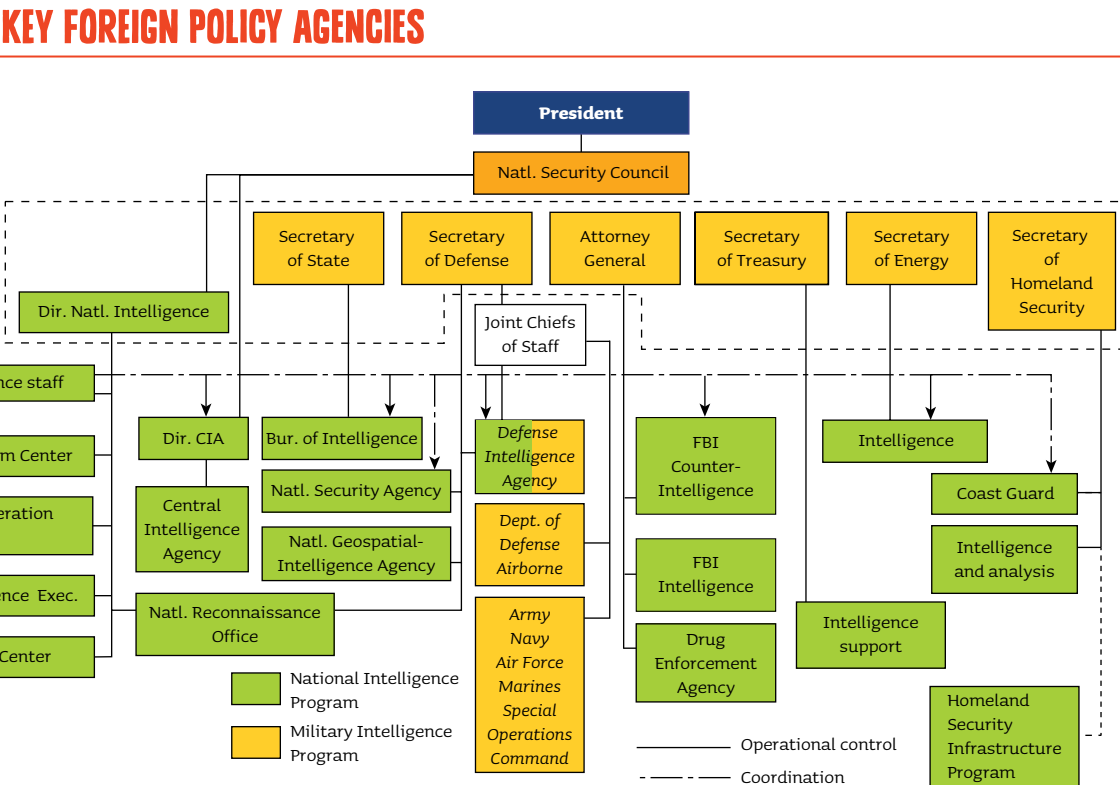 KEY FOREIGN POLICY AGENCIES
President
Natl. Security Council
Secretary
of State
Secretary
of Defense
Attorney
General
Secretary
of Treasury
Secretary
of Energy
Secretary
of
Homeland
Security
Dir. Natl. Intelligence
Joint Chiefs
of Staff
nce staff
m Center
eration
ence Exec.
Center
Dir. CIA
Central
Intelligence
Agency
Bur. of Intelligence
Natl. Security Agency
Natl. Geospatial-
Intelligence Agency
Natl. Reconnaissance
Office
Defense
Intelligence
Agency
Dept. of
Defense
Airborne
Army
Navy
Air Force
Marines
Special
Operations
Command
FBI
Counter-
Intelligence
FBI
Intelligence
Drug
Enforcement
Agency
Intelligence
support
Intelligence
Coast Guard
Intelligence
and analysis
Homeland
Security
Infrastructure
Program
National Intelligence
Program
Military Intelligence
Program
Operational control
Coordination